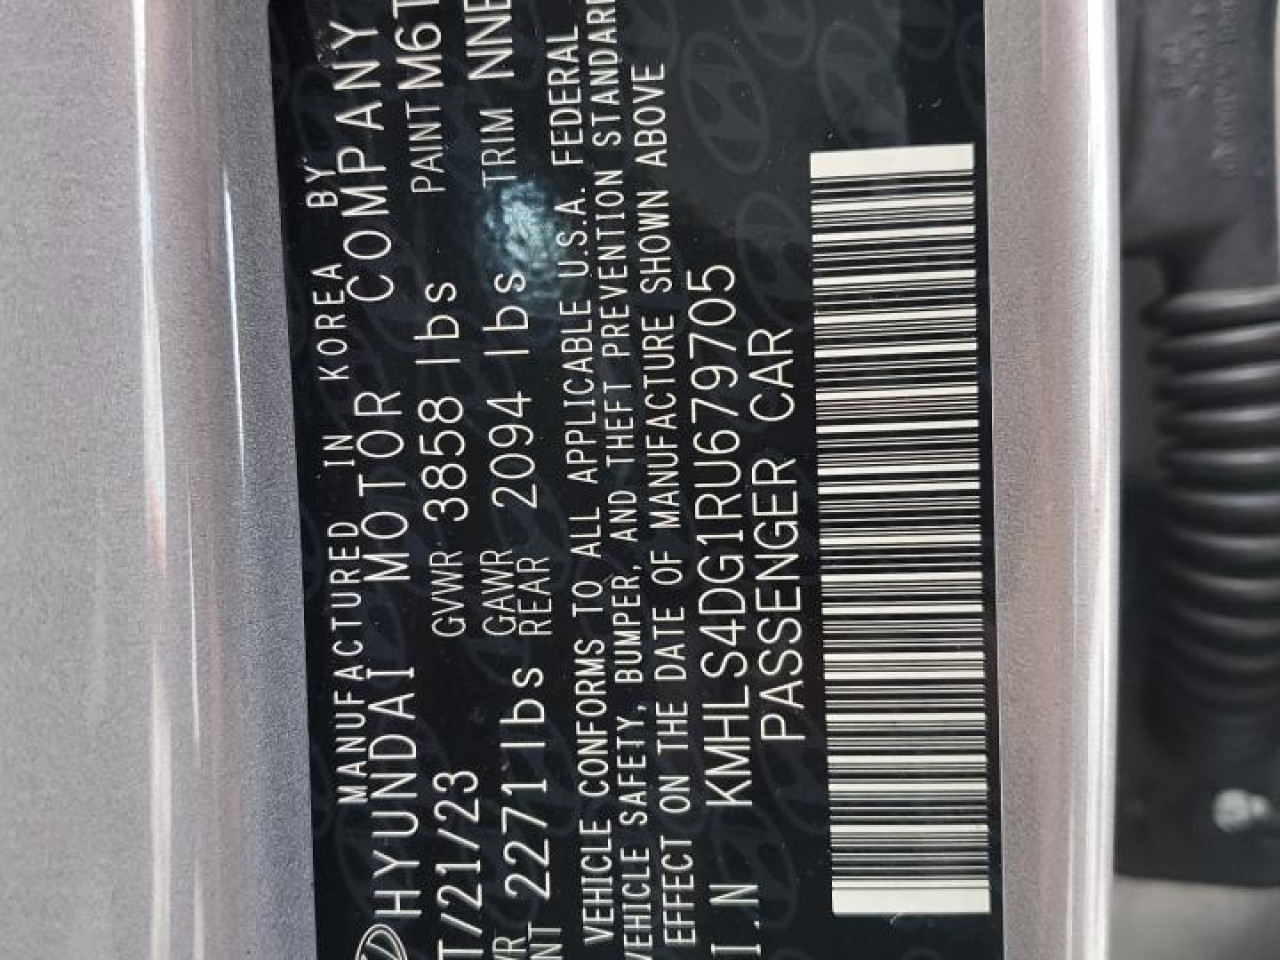 MANUFACTURED IN KOREA BY
HYUNDAI MOTOR COMPANY
T/21/23 GVWR 3858 lbs PAINT M6T
WR GAWR
NT 2271 lbs REAR 2094 lbs TRIM NNB
VEHICLE CONFORMS TO ALL APPLICABLE U.S.A. FEDERAL
VEHICLE SAFETY, BUMPER, AND THEFT PREVENTION STANDARD
EFFECT ON THE DATE OF MANUFACTURE SHOWN ABOVE
I.N KMHLS4DG1RU679705
PASSENGER CAR